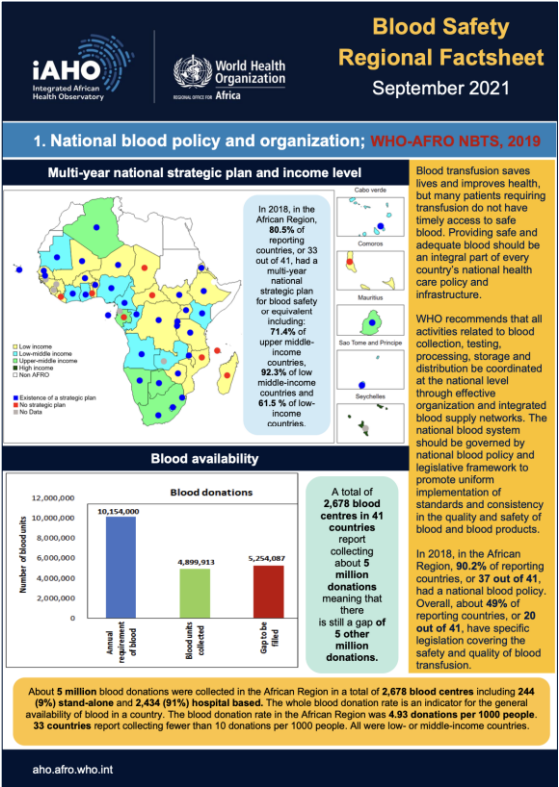 iAHO
Integrated African
Health Observatory
World Health
Organization
REGIONAL OFFICE FOR Africa
Blood Safety
Regional Factsheet
September 2021
1. National blood policy and organization; WHO-AFRO NBTS, 2019
Multi-year national strategic plan and income level
Low income
Low-middle income
Upper-middle income
High income
Non AFRO
Existence of a strategic plan
No strategic plan
No Data
In 2018, in the
African Region,
80.5% of
reporting
countries, or 33
out of 41, had a
multi-year
national
strategic plan
for blood safety
or equivalent
including:
71.4% of
upper middle-
income
countries,
92.3% of low
middle-income
countries and
61.5 % of low-
income
countries.
Cabo verde
Comoros
Mauritius
Sao Tome and Principe
Seychelles
Blood transfusion saves
lives and improves health,
but many patients requiring
transfusion do not have
timely access to safe
blood. Providing safe and
adequate blood should be
an integral part of every
country's national health
care policy and
infrastructure.
WHO recommends that all
activities related to blood
collection, testing,
processing, storage and
distribution be coordinated
at the national level
through effective
organization and integrated
blood supply networks. The
national blood system
should be governed by
national blood policy and
legislative framework to
promote uniform
implementation of
standards and consistency
in the quality and safety of
blood and blood products.
In 2018, in the African
Region, 90.2% of reporting
countries, or 37 out of 41,
had a national blood policy.
Overall, about 49% of
reporting countries, or 20
out of 41, have specific
legislation covering the
safety and quality of blood
transfusion.
Blood availability
Blood donations
Number of blood units
12,000,000
10,000,000
8,000,000
6,000,000
4,000,000
2,000,000
0
10,154,000
4,899,913
5,254,087
Annual
requirement
of blood
Blood units
collected
Gap to be
filled
A total of
2,678 blood
centres in 41
countries
report
collecting
about 5
million
donations
meaning that
there
is still a gap of
5 other
million
donations.
About 5 million blood donations were collected in the African Region in a total of 2,678 blood centres including 244
(9%) stand-alone and 2,434 (91%) hospital based. The whole blood donation rate is an indicator for the general
availability of blood in a country. The blood donation rate in the African Region was 4.93 donations per 1000 people.
33 countries report collecting fewer than 10 donations per 1000 people. All were low- or middle-income countries.
aho.afro.who.int